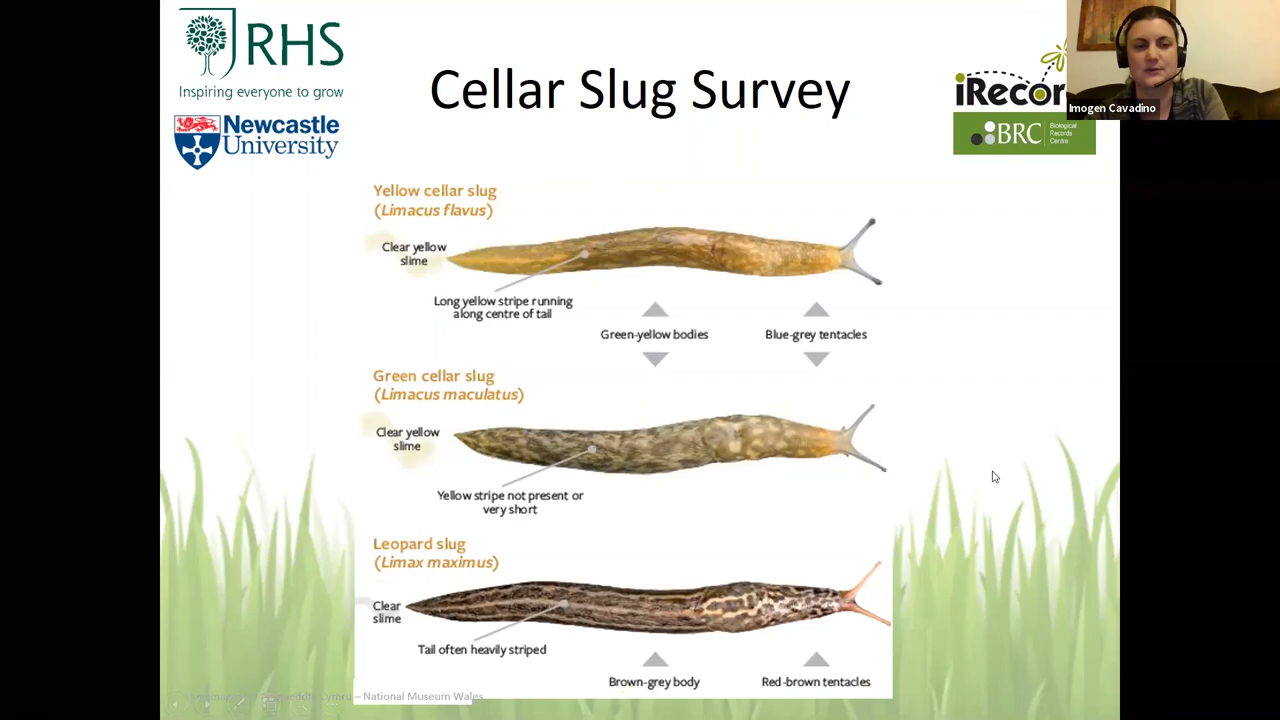 RHS
Inspiring everyone to grow
Newcastle
University
Cellar Slug Survey
iRecor
BRC
Biological
Records
Centre
Imogen Cavadino
Yellow cellar slug
(Limacus flavus)
Clear yellow
slime
Long yellow stripe running
along centre of tail
Green-yellow bodies
Blue-grey tentacles
Green cellar slug
(Limacus maculatus)
Clear yellow
slime
Yellow stripe not present or
very short
Leopard slug
(Limax maximus)
Clear
slime
Tail often heavily striped
Brown-grey body
Red-brown tentacles
Cymru – National Museum Wales